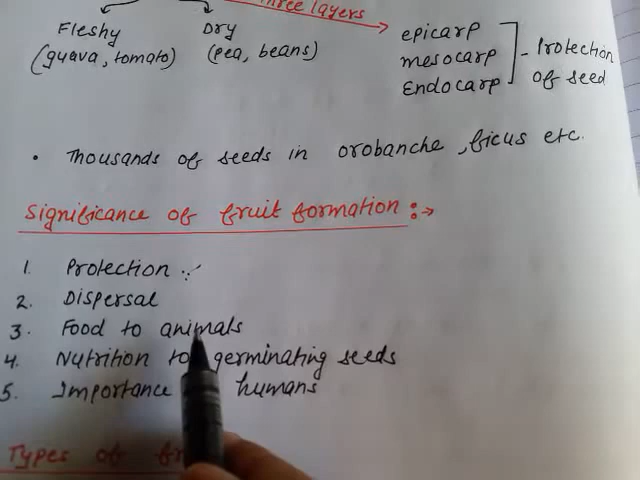 Three layers
Fleshy
(guava, tomato)
Dry
(pea, beans)
epicarp
mesocarp
Endocarp
- Protection
of seed
• Thousands of seeds in orobanche, ficus etc.
Significance of fruit formation :→
1. Protection
2. Dispersal
3. Food to animals
4. Nutrition to germinating seeds
5. Importance humans
Types of